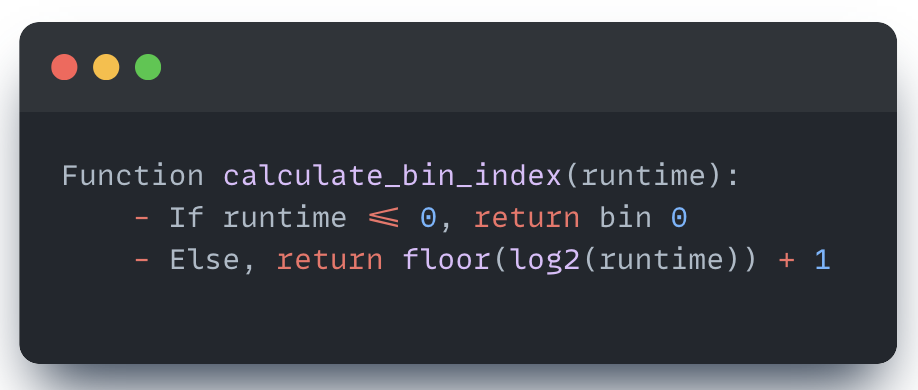 Function calculate_bin_index(runtime):
    - If runtime <= 0, return bin 0
    - Else, return floor(log2(runtime)) + 1